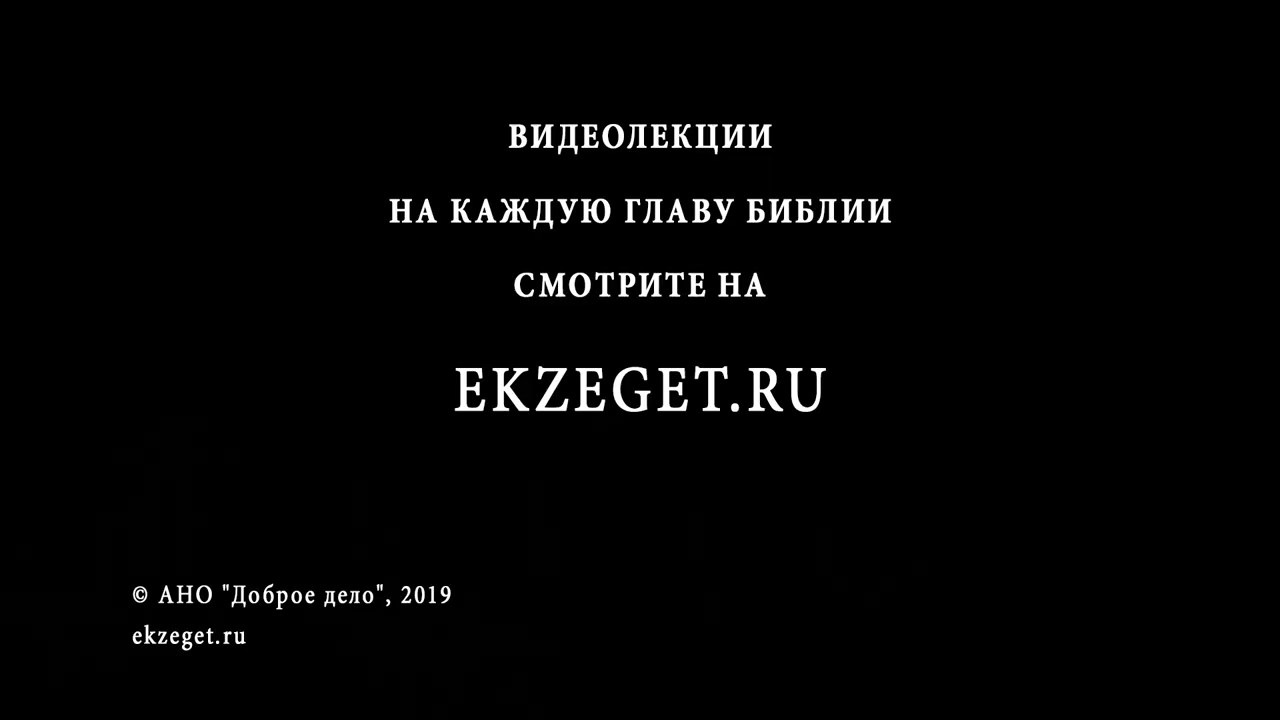 ВИДЕОЛЕКЦИИ
НА КАЖДУЮ ГЛАВУ БИБЛИИ
СМОТРИТЕ НА
EKZEGET.RU
© АНО "Доброе дело", 2019
ekzeget.ru